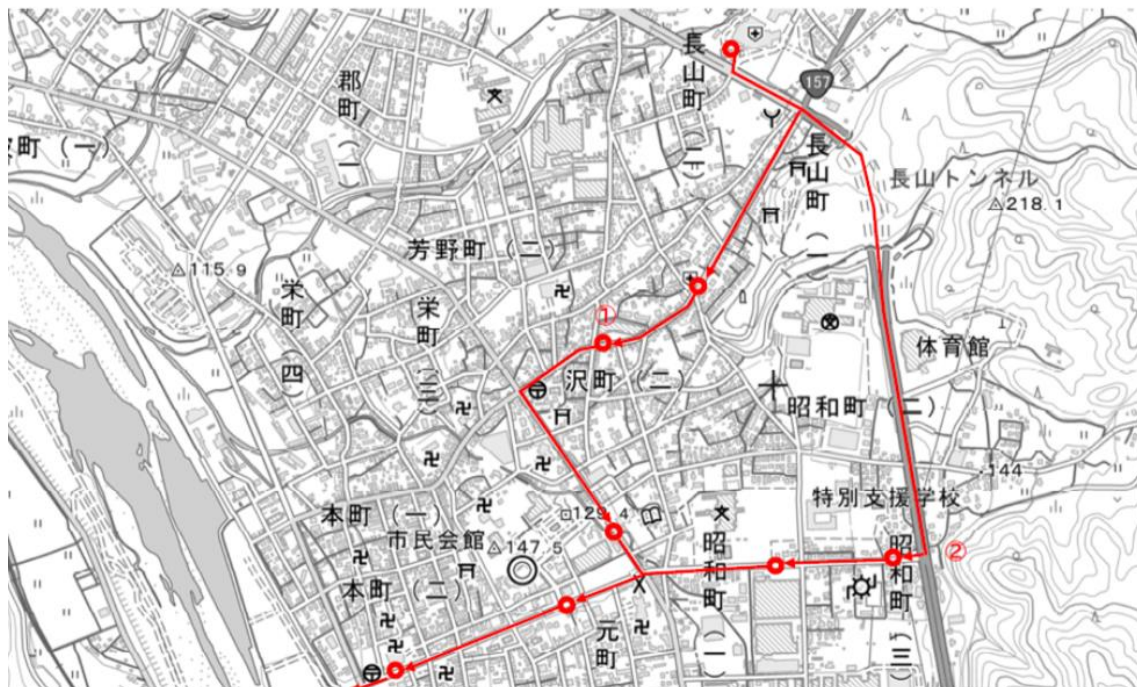 長山町(二)
157
郡町(一)
町(一)
長山町(一)
長山トンネル
218.1
芳野町(二)
115.9
栄町(四)
栄町(三)
①
体育館
沢町(二)
昭和町(二)
144
特別支援学校
本町(一)
129.4
市民会館
147.5
昭和町(一)
昭和町(三)
②
本町(二)
元町